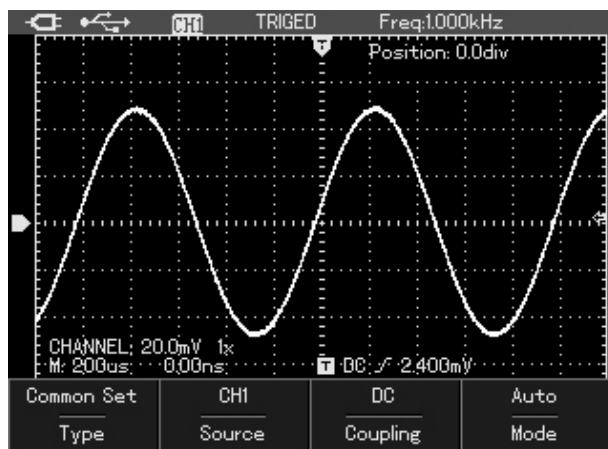 CH1 TRIGED Freq:1.000kHz
T
Position: 0.0div
CHANNEL; 20.0mV 1x
M: 200us 0.00ns T DC 2.400mV
Common Set CH1 DC Auto
Type Source Coupling Mode